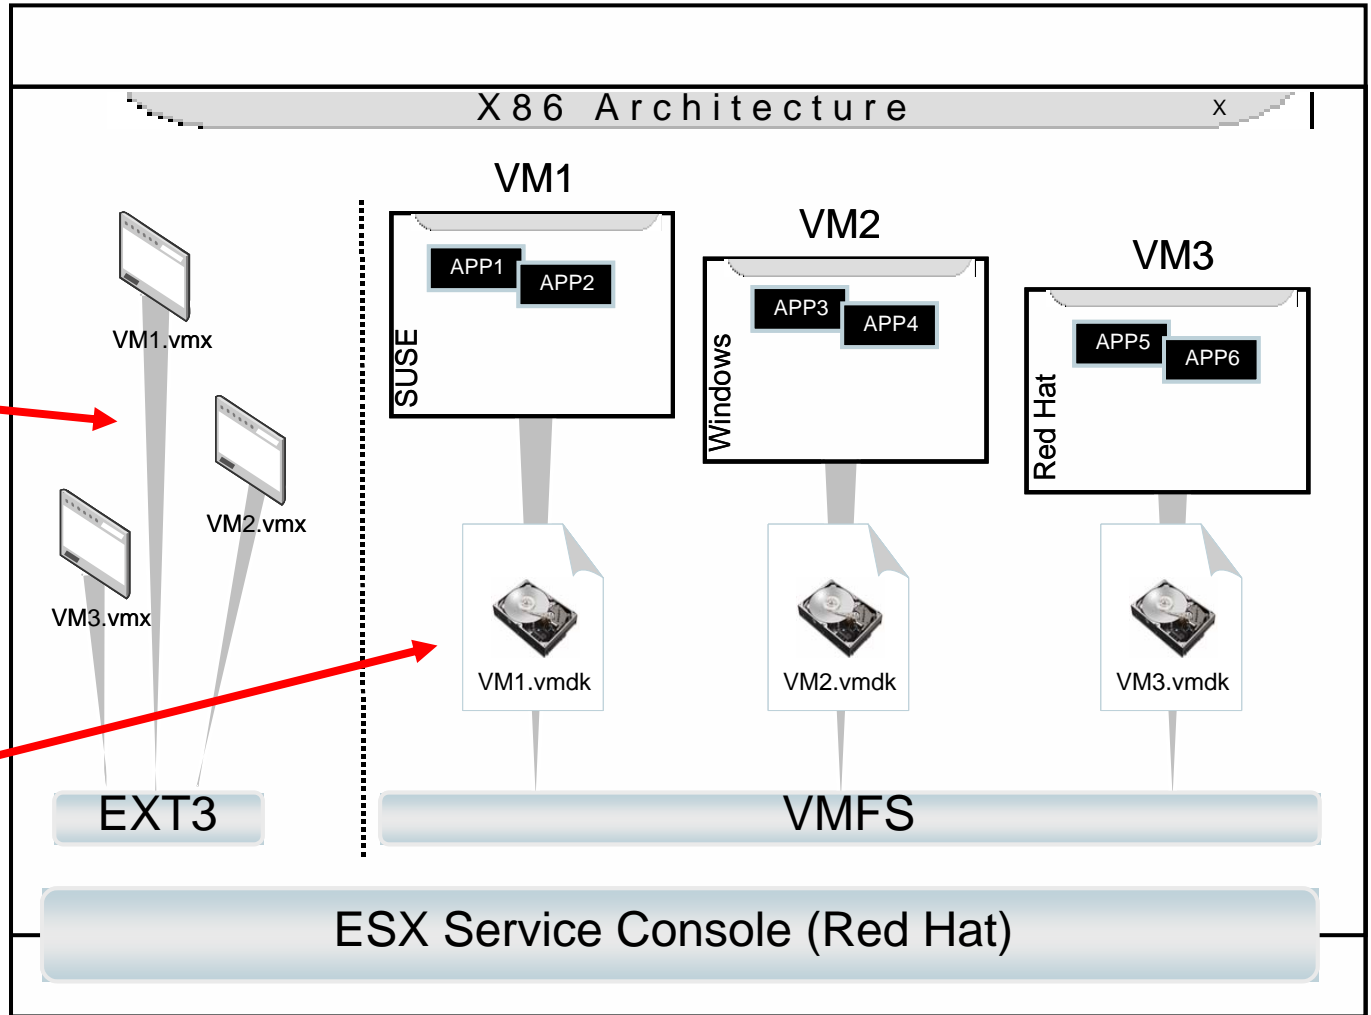 X86 Architecture
X
VM1
VM2
VM3
SUSE
APP1
APP2
Windows
APP3
APP4
Red Hat
APP5
APP6
VM1.vmx
VM2.vmx
VM3.vmx
VM1.vmdk
VM2.vmdk
VM3.vmdk
EXT3
VMFS
ESX Service Console (Red Hat)